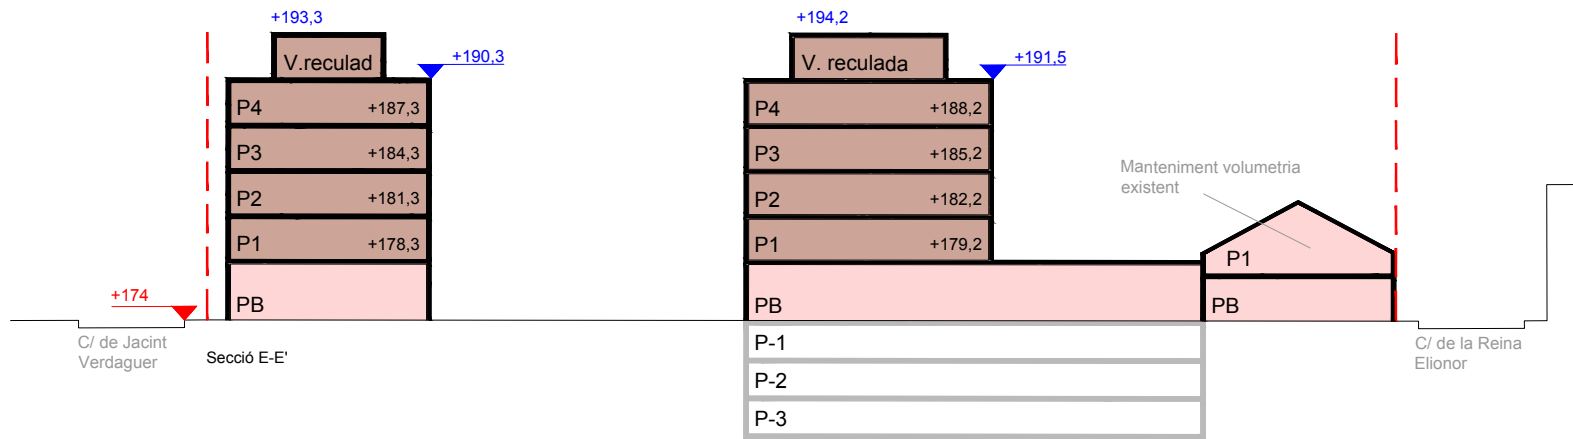 +193,3
V.reculad
+190,3
P4 +187,3
P3 +184,3
P2 +181,3
P1 +178,3
PB
+174
C/ de Jacint
Verdaguer
Secció E-E'
+194,2
V. reculada
+191,5
P4 +188,2
P3 +185,2
P2 +182,2
P1 +179,2
PB
P-1
P-2
P-3
Manteniment volumetria
existent
P1
PB
C/ de la Reina
Elionor